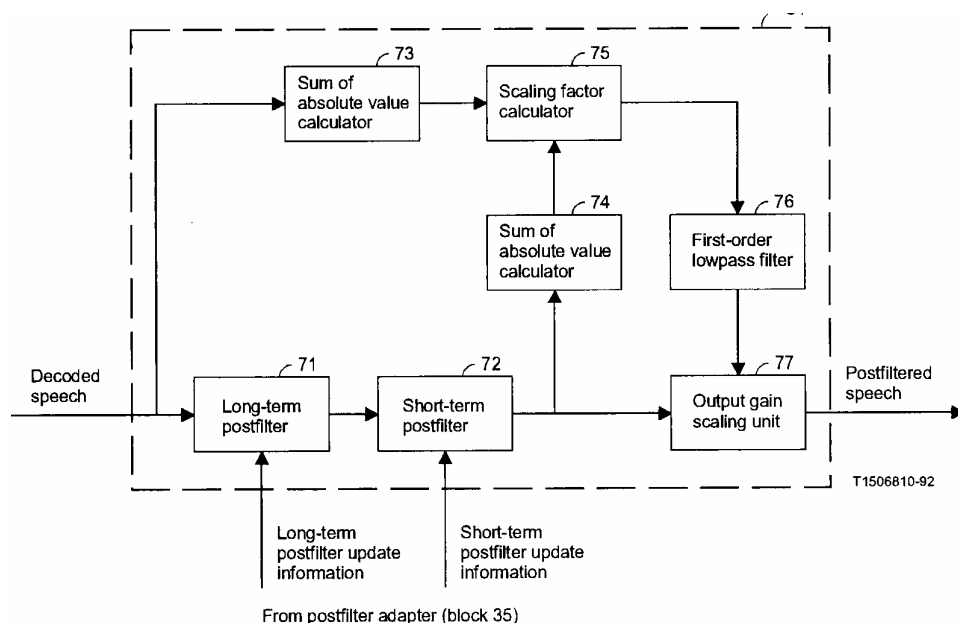 73
Sum of
absolute value
calculator
75
Scaling factor
calculator
74
Sum of
absolute value
calculator
76
First-order
lowpass filter
Decoded
speech
71
Long-term
postfilter
72
Short-term
postfilter
77
Output gain
scaling unit
Postfiltered
speech
T1506810-92
Long-term
postfilter update
information
Short-term
postfilter update
information
From postfilter adapter (block 35)